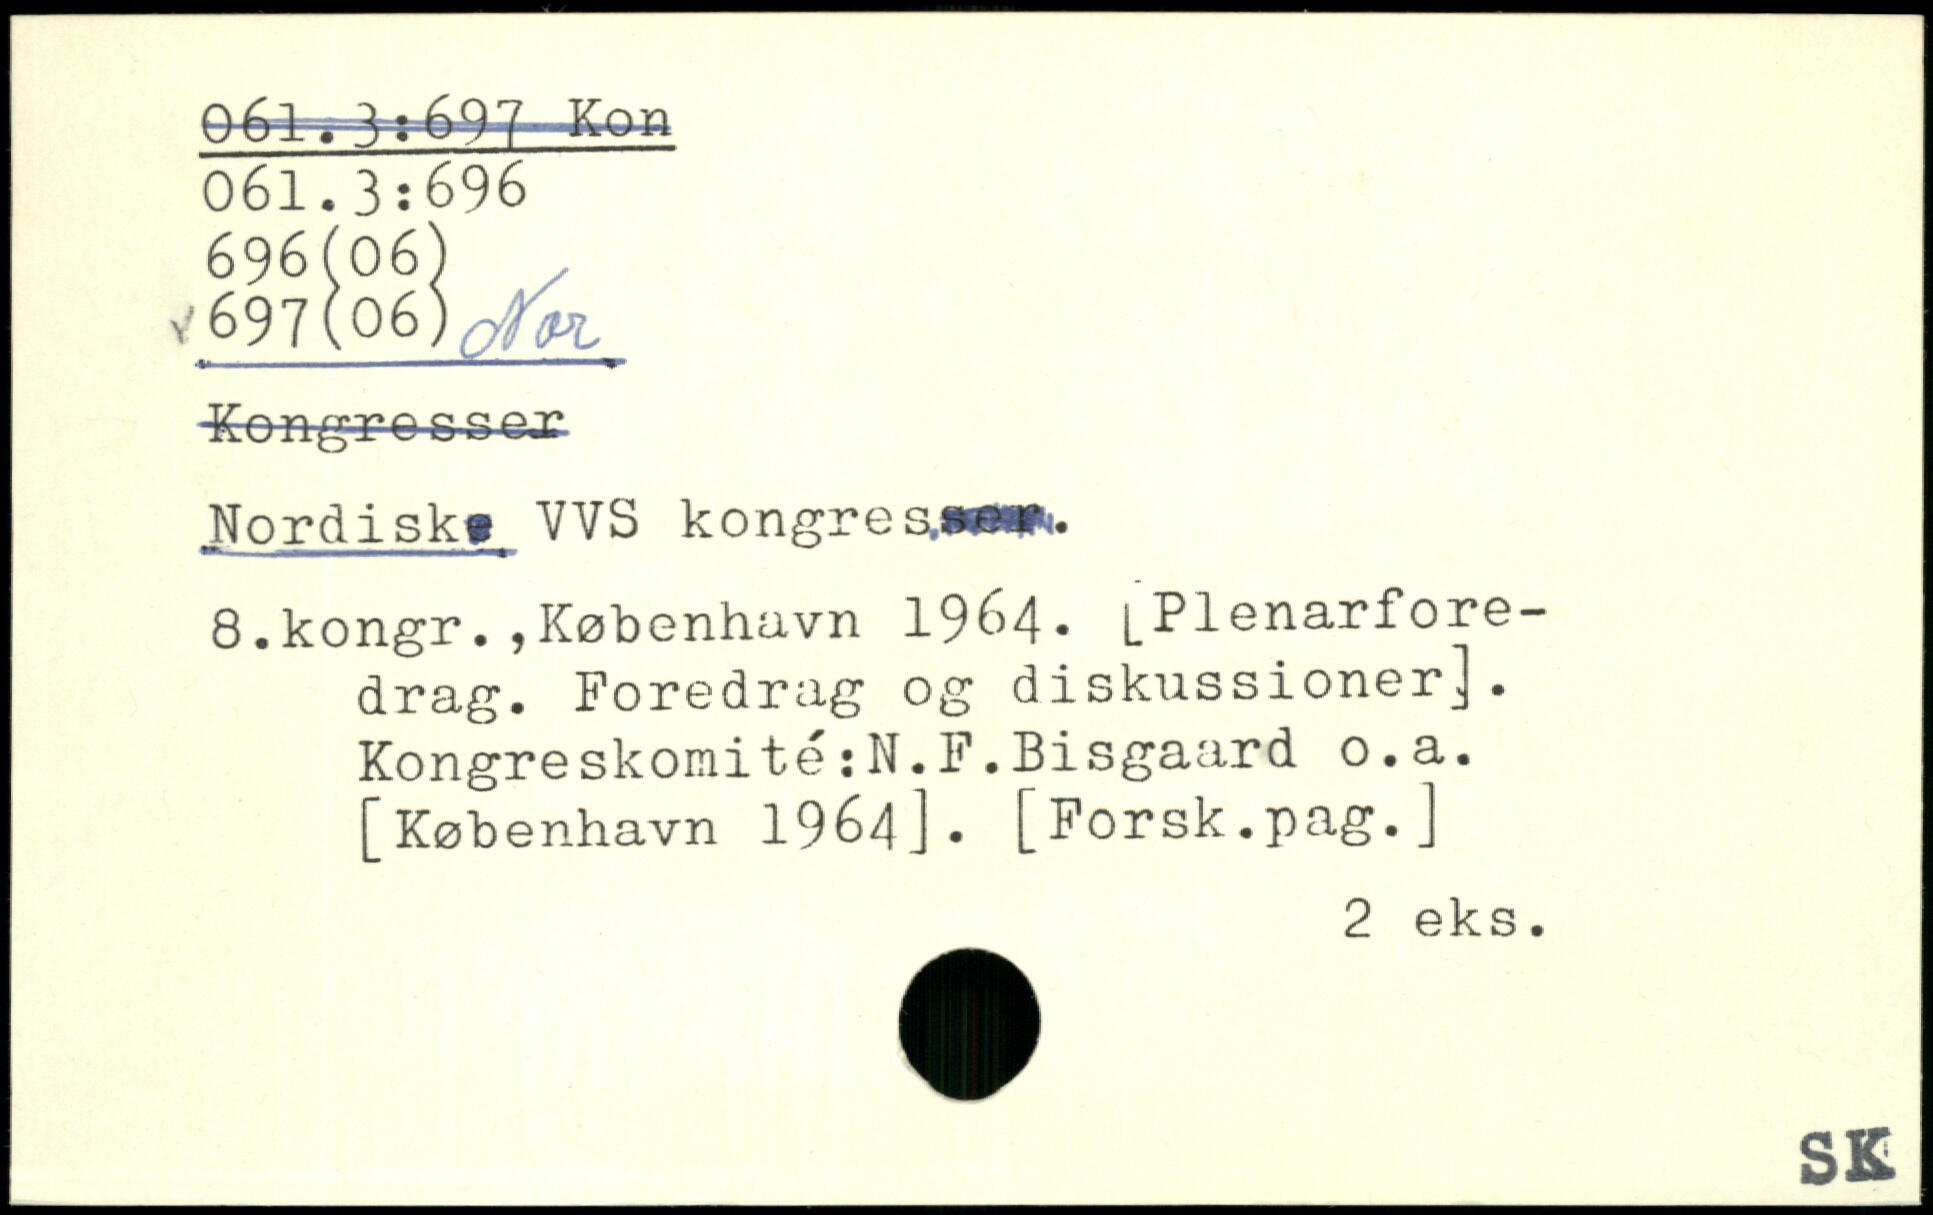 061.3:697 Kon
061.3:696
696(06)
697(06) Nor
Kongresser
Nordiske VVS kongresser.
8.kongr.,København 1964. [Plenarfore-
drag. Foredrag og diskussioner].
Kongreskomité:N.F.Bisgaard o.a.
[København 1964]. [Forsk.pag.]
2 eks.
SK